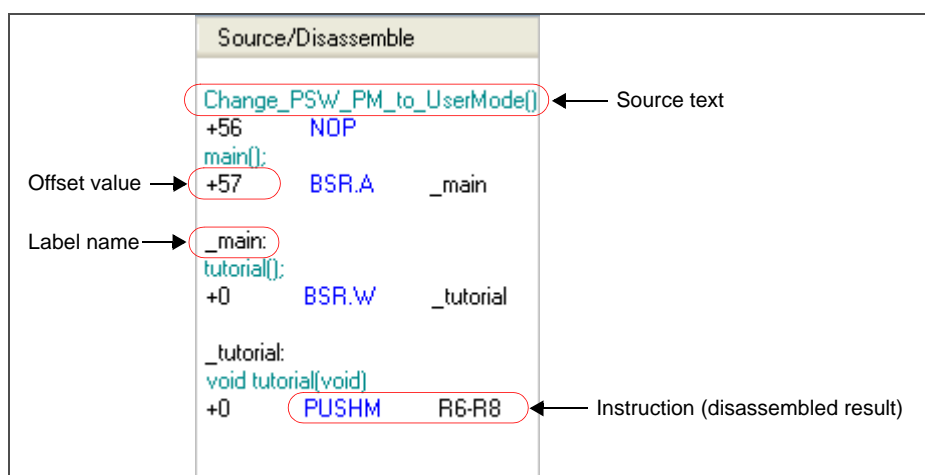 Source/Disassemble
Change_PSW_PM_to_UserMode() Source text
+56 NOP
main();
Offset value +57 BSR.A _main
Label name _main:
tutorial();
+0 BSR.W _tutorial
_tutorial:
void tutorial(void)
+0 PUSHM R6-R8 Instruction (disassembled result)